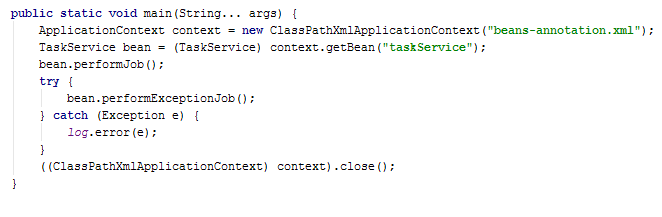 public static void main(String... args) {
    ApplicationContext context = new ClassPathXmlApplicationContext("beans-annotation.xml");
    TaskService bean = (TaskService) context.getBean("taskService");
    bean.performJob();
    try {
        bean.performExceptionJob();
    } catch (Exception e) {
        log.error(e);
    }
    ((ClassPathXmlApplicationContext) context).close();
}